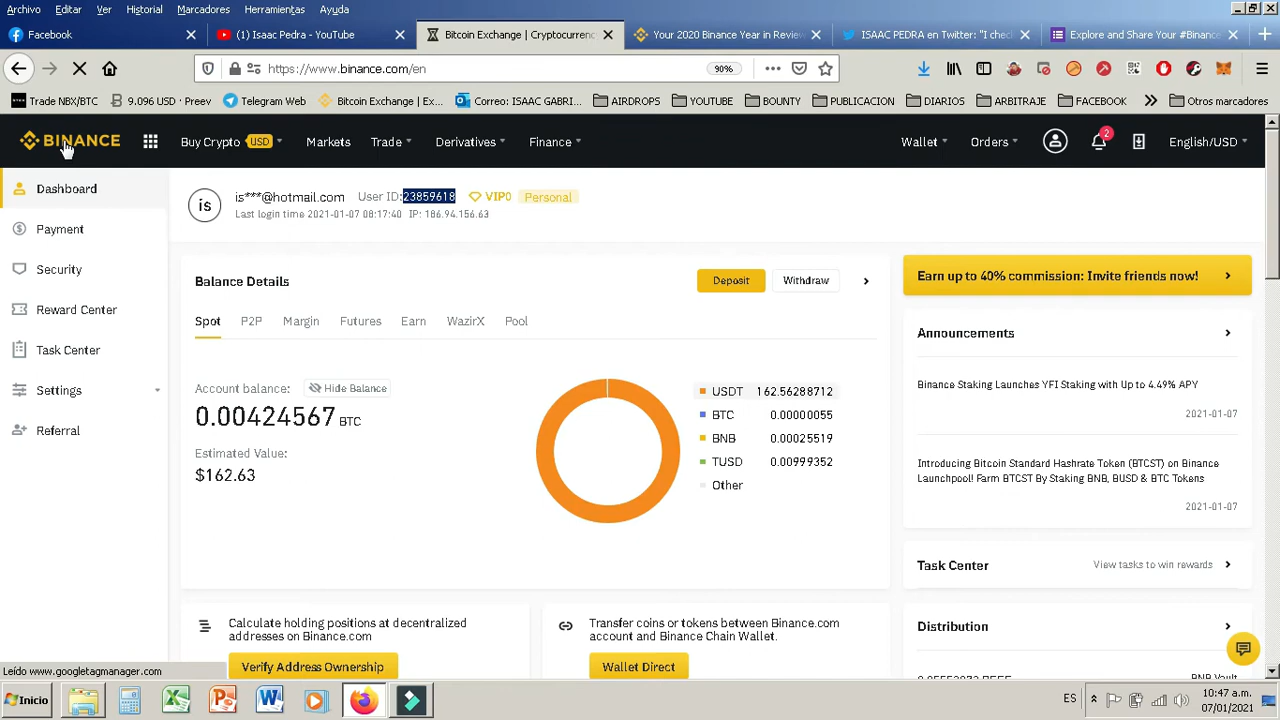 Archivo Editar Ver Historial Marcadores Herramientas Ayuda
Facebook (1) Isaac Pedra - YouTube Bitcoin Exchange | Cryptocurrenc Your 2020 Binance Year in Review ISAAC PEDRA en Twitter: "I chec Explore and Share Your #Binance
https://www.binance.com/en 90%
Trade NBX/BTC 9.096 USD · Preev Telegram Web Bitcoin Exchange | Ex... Correo: ISAAC GABRI... AIRDROPS YOUTUBE BOUNTY PUBLICACION DIARIOS ARBITRAJE FACEBOOK Otros marcadores
BINANCE Buy Crypto USD Markets Trade Derivatives Finance Wallet Orders 2 English/USD
Dashboard
Payment
Security
Reward Center
Task Center
Settings
Referral
is is***@hotmail.com User ID:23859618 VIP0 Personal
Last login time 2021-01-07 08:17:40 IP: 186.94.156.63
Balance Details Deposit Withdraw
Spot P2P Margin Futures Earn WazirX Pool
Account balance: Hide Balance
0.00424567 BTC
Estimated Value:
$162.63
USDT 162.56288712
BTC 0.00000055
BNB 0.00025519
TUSD 0.00999352
Other
Earn up to 40% commission: Invite friends now!
Announcements
Binance Staking Launches YFI Staking with Up to 4.49% APY
2021-01-07
Introducing Bitcoin Standard Hashrate Token (BTCST) on Binance
Launchpool! Farm BTCST By Staking BNB, BUSD & BTC Tokens
2021-01-07
Task Center View tasks to win rewards
Distribution
BNB Vault
Calculate holding positions at decentralized
addresses on Binance.com
Verify Address Ownership
Transfer coins or tokens between Binance.com
account and Binance Chain Wallet.
Wallet Direct
Leído www.googletagmanager.com
Inicio ES 10:47 a.m.
07/01/2021